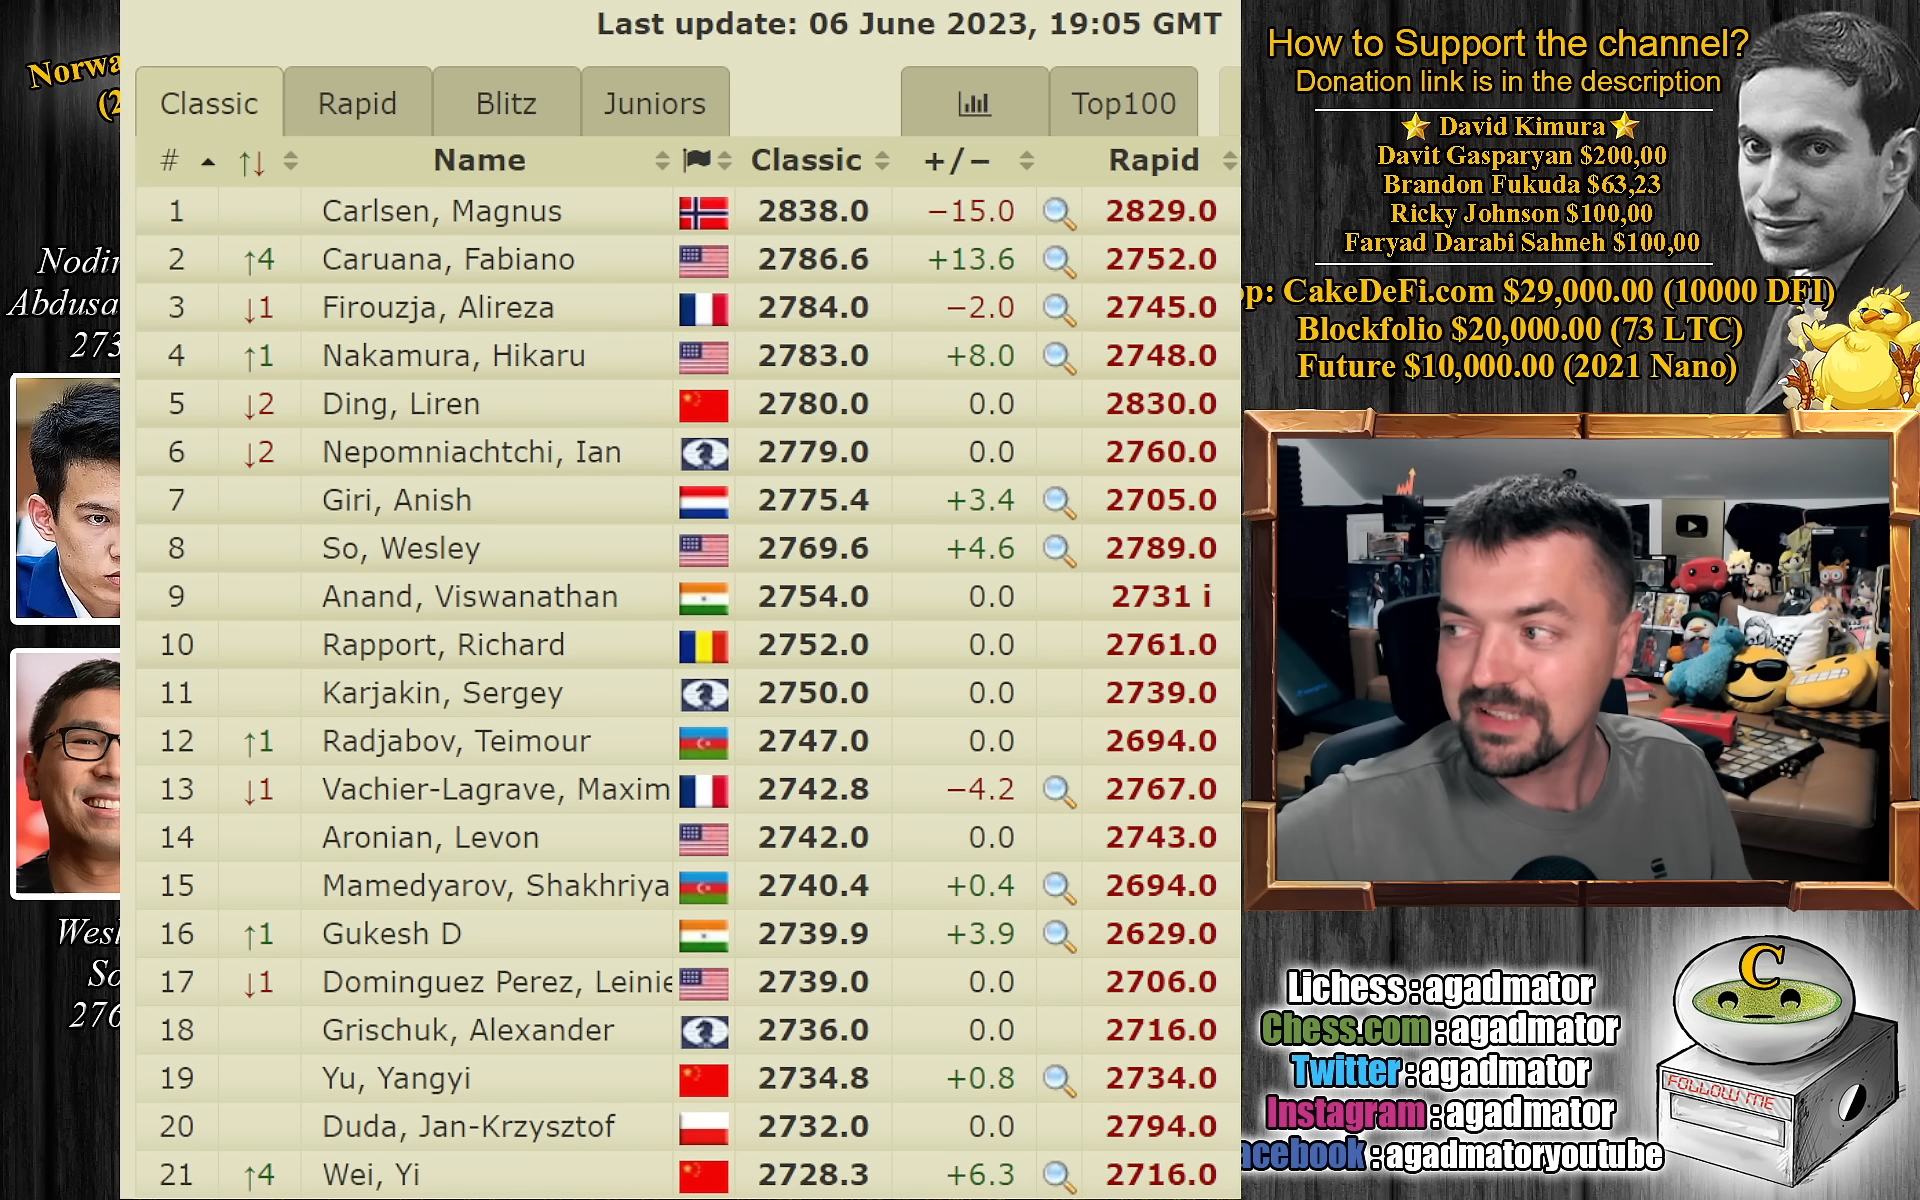 Last update: 06 June 2023, 19:05 GMT
Classic Rapid Blitz Juniors Top100
# ↑↓ Name Classic +/− Rapid
1 Carlsen, Magnus 2838.0 −15.0 2829.0
2 ↑4 Caruana, Fabiano 2786.6 +13.6 2752.0
3 ↓1 Firouzja, Alireza 2784.0 −2.0 2745.0
4 ↑1 Nakamura, Hikaru 2783.0 +8.0 2748.0
5 ↓2 Ding, Liren 2780.0 0.0 2830.0
6 ↓2 Nepomniachtchi, Ian 2779.0 0.0 2760.0
7 Giri, Anish 2775.4 +3.4 2705.0
8 So, Wesley 2769.6 +4.6 2789.0
9 Anand, Viswanathan 2754.0 0.0 2731 i
10 Rapport, Richard 2752.0 0.0 2761.0
11 Karjakin, Sergey 2750.0 0.0 2739.0
12 ↑1 Radjabov, Teimour 2747.0 0.0 2694.0
13 ↓1 Vachier-Lagrave, Maxim 2742.8 −4.2 2767.0
14 Aronian, Levon 2742.0 0.0 2743.0
15 Mamedyarov, Shakhriya 2740.4 +0.4 2694.0
16 ↑1 Gukesh D 2739.9 +3.9 2629.0
17 ↓1 Dominguez Perez, Leinie 2739.0 0.0 2706.0
18 Grischuk, Alexander 2736.0 0.0 2716.0
19 Yu, Yangyi 2734.8 +0.8 2734.0
20 Duda, Jan-Krzysztof 2732.0 0.0 2794.0
21 ↑4 Wei, Yi 2728.3 +6.3 2716.0
Norwa
(2
Nodir
Abdusa
273
Wesl
So
276
How to Support the channel?
Donation link is in the description
David Kimura
Davit Gasparyan $200,00
Brandon Fukuda $63,23
Ricky Johnson $100,00
Faryad Darabi Sahneh $100,00
op: CakeDeFi.com $29,000.00 (10000 DFI)
Blockfolio $20,000.00 (73 LTC)
Future $10,000.00 (2021 Nano)
Lichess:agadmator
Chess.com:agadmator
Twitter:agadmator
Instagram:agadmator
acebook:agadmatoryoutube
C
FOLLOW ME